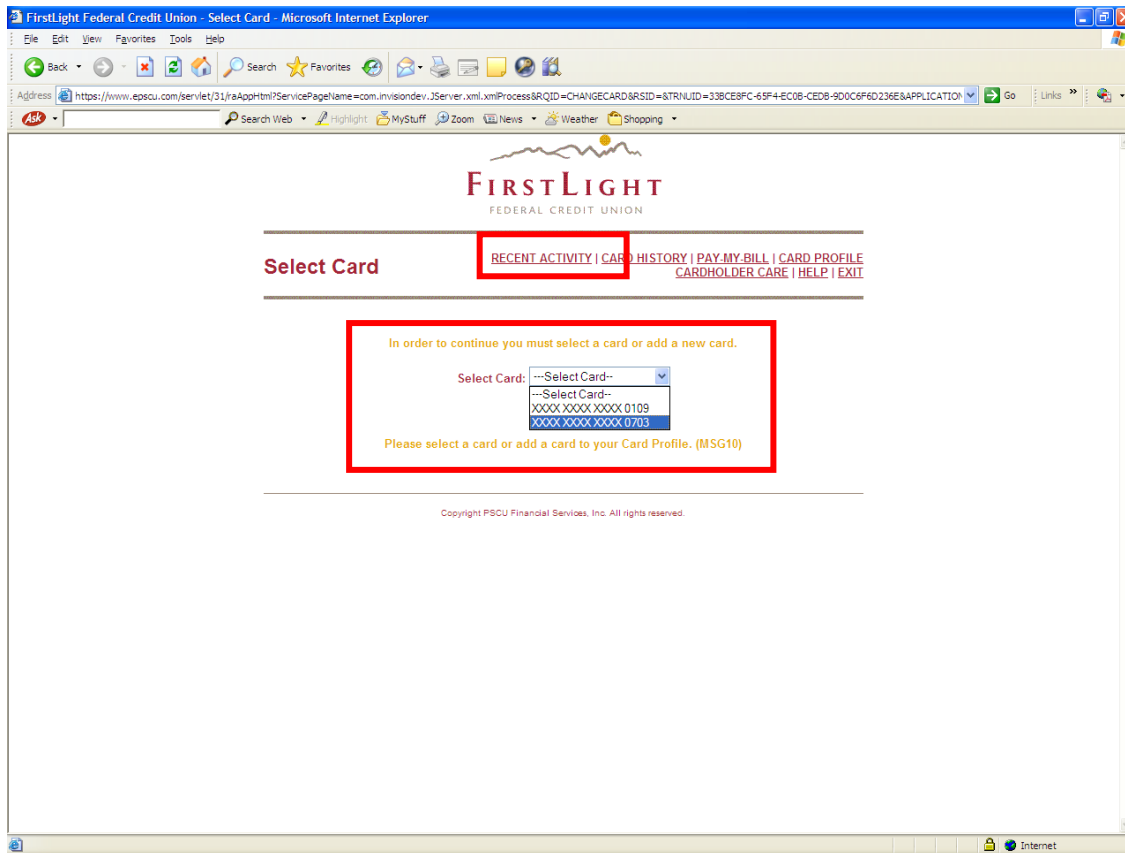 FirstLight Federal Credit Union - Select Card - Microsoft Internet Explorer
File Edit View Favorites Tools Help
Back Search Favorites
Address https://www.epscu.com/servlet/31/raAppHtml?ServicePageName=com.invisiondev.JServer.xml.xmlProcess&RQID=CHANGECARD&RSID=&TRNUID=33BCE8FC-65F4-EC0B-CEDB-9D0C6F6D236E&APPLICATION Go Links »
Ask Search Web Highlight MyStuff Zoom News Weather Shopping
FIRSTLIGHT
FEDERAL CREDIT UNION
Select Card
RECENT ACTIVITY | CARD HISTORY | PAY-MY-BILL | CARD PROFILE
CARDHOLDER CARE | HELP | EXIT
In order to continue you must select a card or add a new card.
Select Card: ---Select Card--
---Select Card--
XXXX XXXX XXXX 0109
XXXX XXXX XXXX 0703
Please select a card or add a card to your Card Profile. (MSG10)
Copyright PSCU Financial Services, Inc. All rights reserved.
Internet